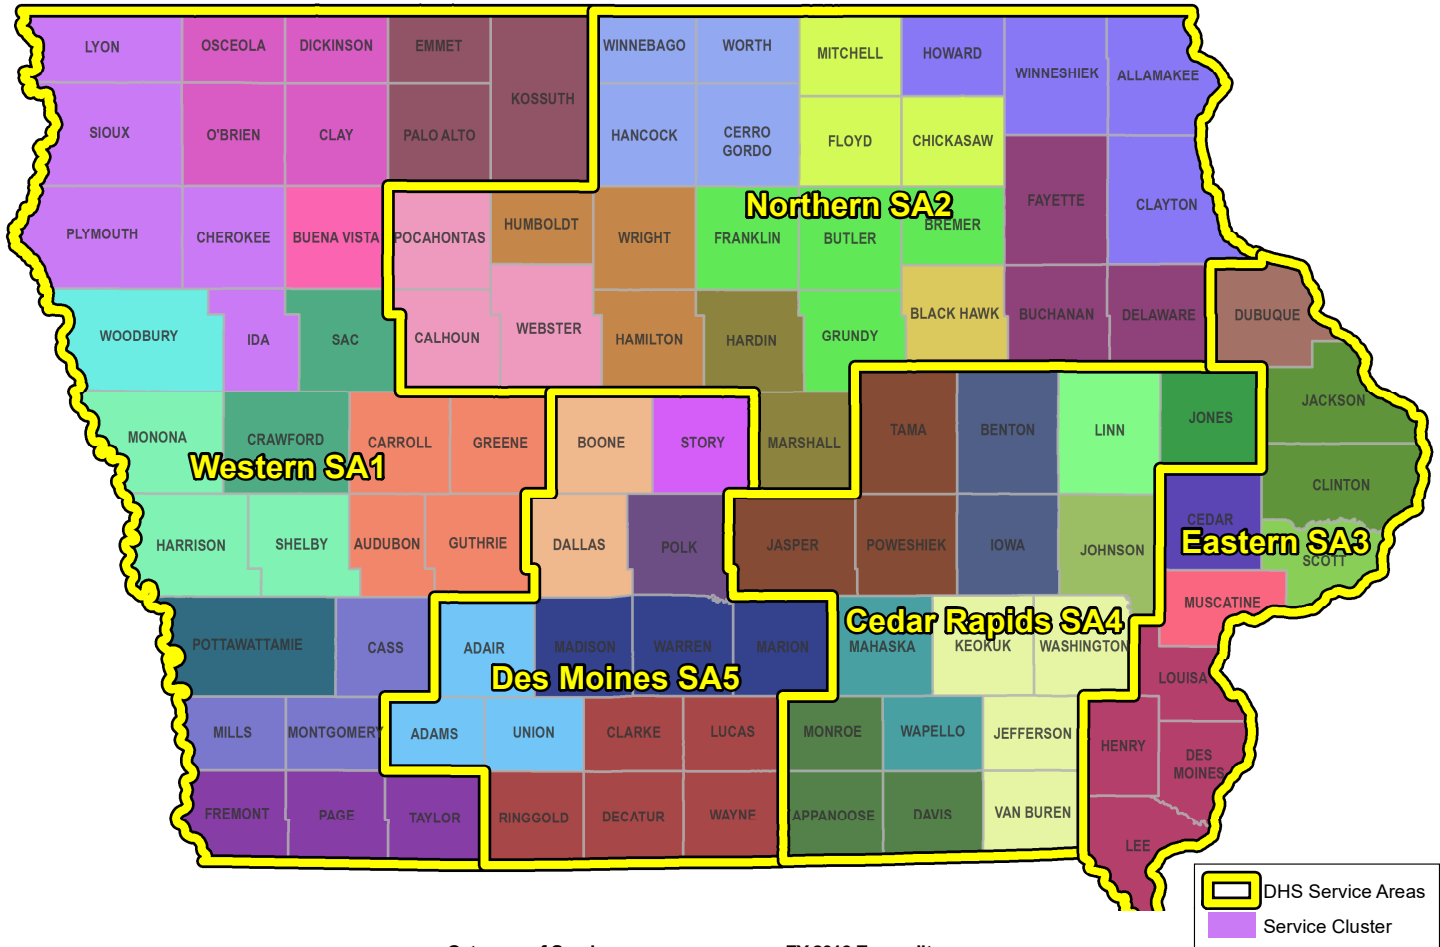 LYON
OSCEOLA
DICKINSON
EMMET
KOSSUTH
WINNEBAGO
WORTH
MITCHELL
HOWARD
WINNESHIEK
ALLAMAKEE
SIOUX
O'BRIEN
CLAY
PALO ALTO
HANCOCK
CERRO
GORDO
FLOYD
CHICKASAW
Northern SA2
PLYMOUTH
CHEROKEE
BUENA VISTA
POCAHONTAS
HUMBOLDT
WRIGHT
FRANKLIN
BUTLER
BREMER
FAYETTE
CLAYTON
WOODBURY
IDA
SAC
CALHOUN
WEBSTER
HAMILTON
HARDIN
GRUNDY
BLACK HAWK
BUCHANAN
DELAWARE
DUBUQUE
JACKSON
MONONA
CRAWFORD
CARROLL
GREENE
BOONE
STORY
MARSHALL
TAMA
BENTON
LINN
JONES
Western SA1
CLINTON
HARRISON
SHELBY
AUDUBON
GUTHRIE
DALLAS
POLK
JASPER
POWESHIEK
IOWA
JOHNSON
CEDAR
Eastern SA3
SCOTT
MUSCATINE
Cedar Rapids SA4
POTTAWATTAMIE
CASS
ADAIR
MADISON
WARREN
MARION
MAHASKA
KEOKUK
WASHINGTON
Des Moines SA5
LOUISA
MILLS
MONTGOMERY
ADAMS
UNION
CLARKE
LUCAS
MONROE
WAPELLO
JEFFERSON
HENRY
DES
MOINES
FREMONT
PAGE
TAYLOR
RINGGOLD
DECATUR
WAYNE
APPANOOSE
DAVIS
VAN BUREN
LEE
DHS Service Areas
Service Cluster